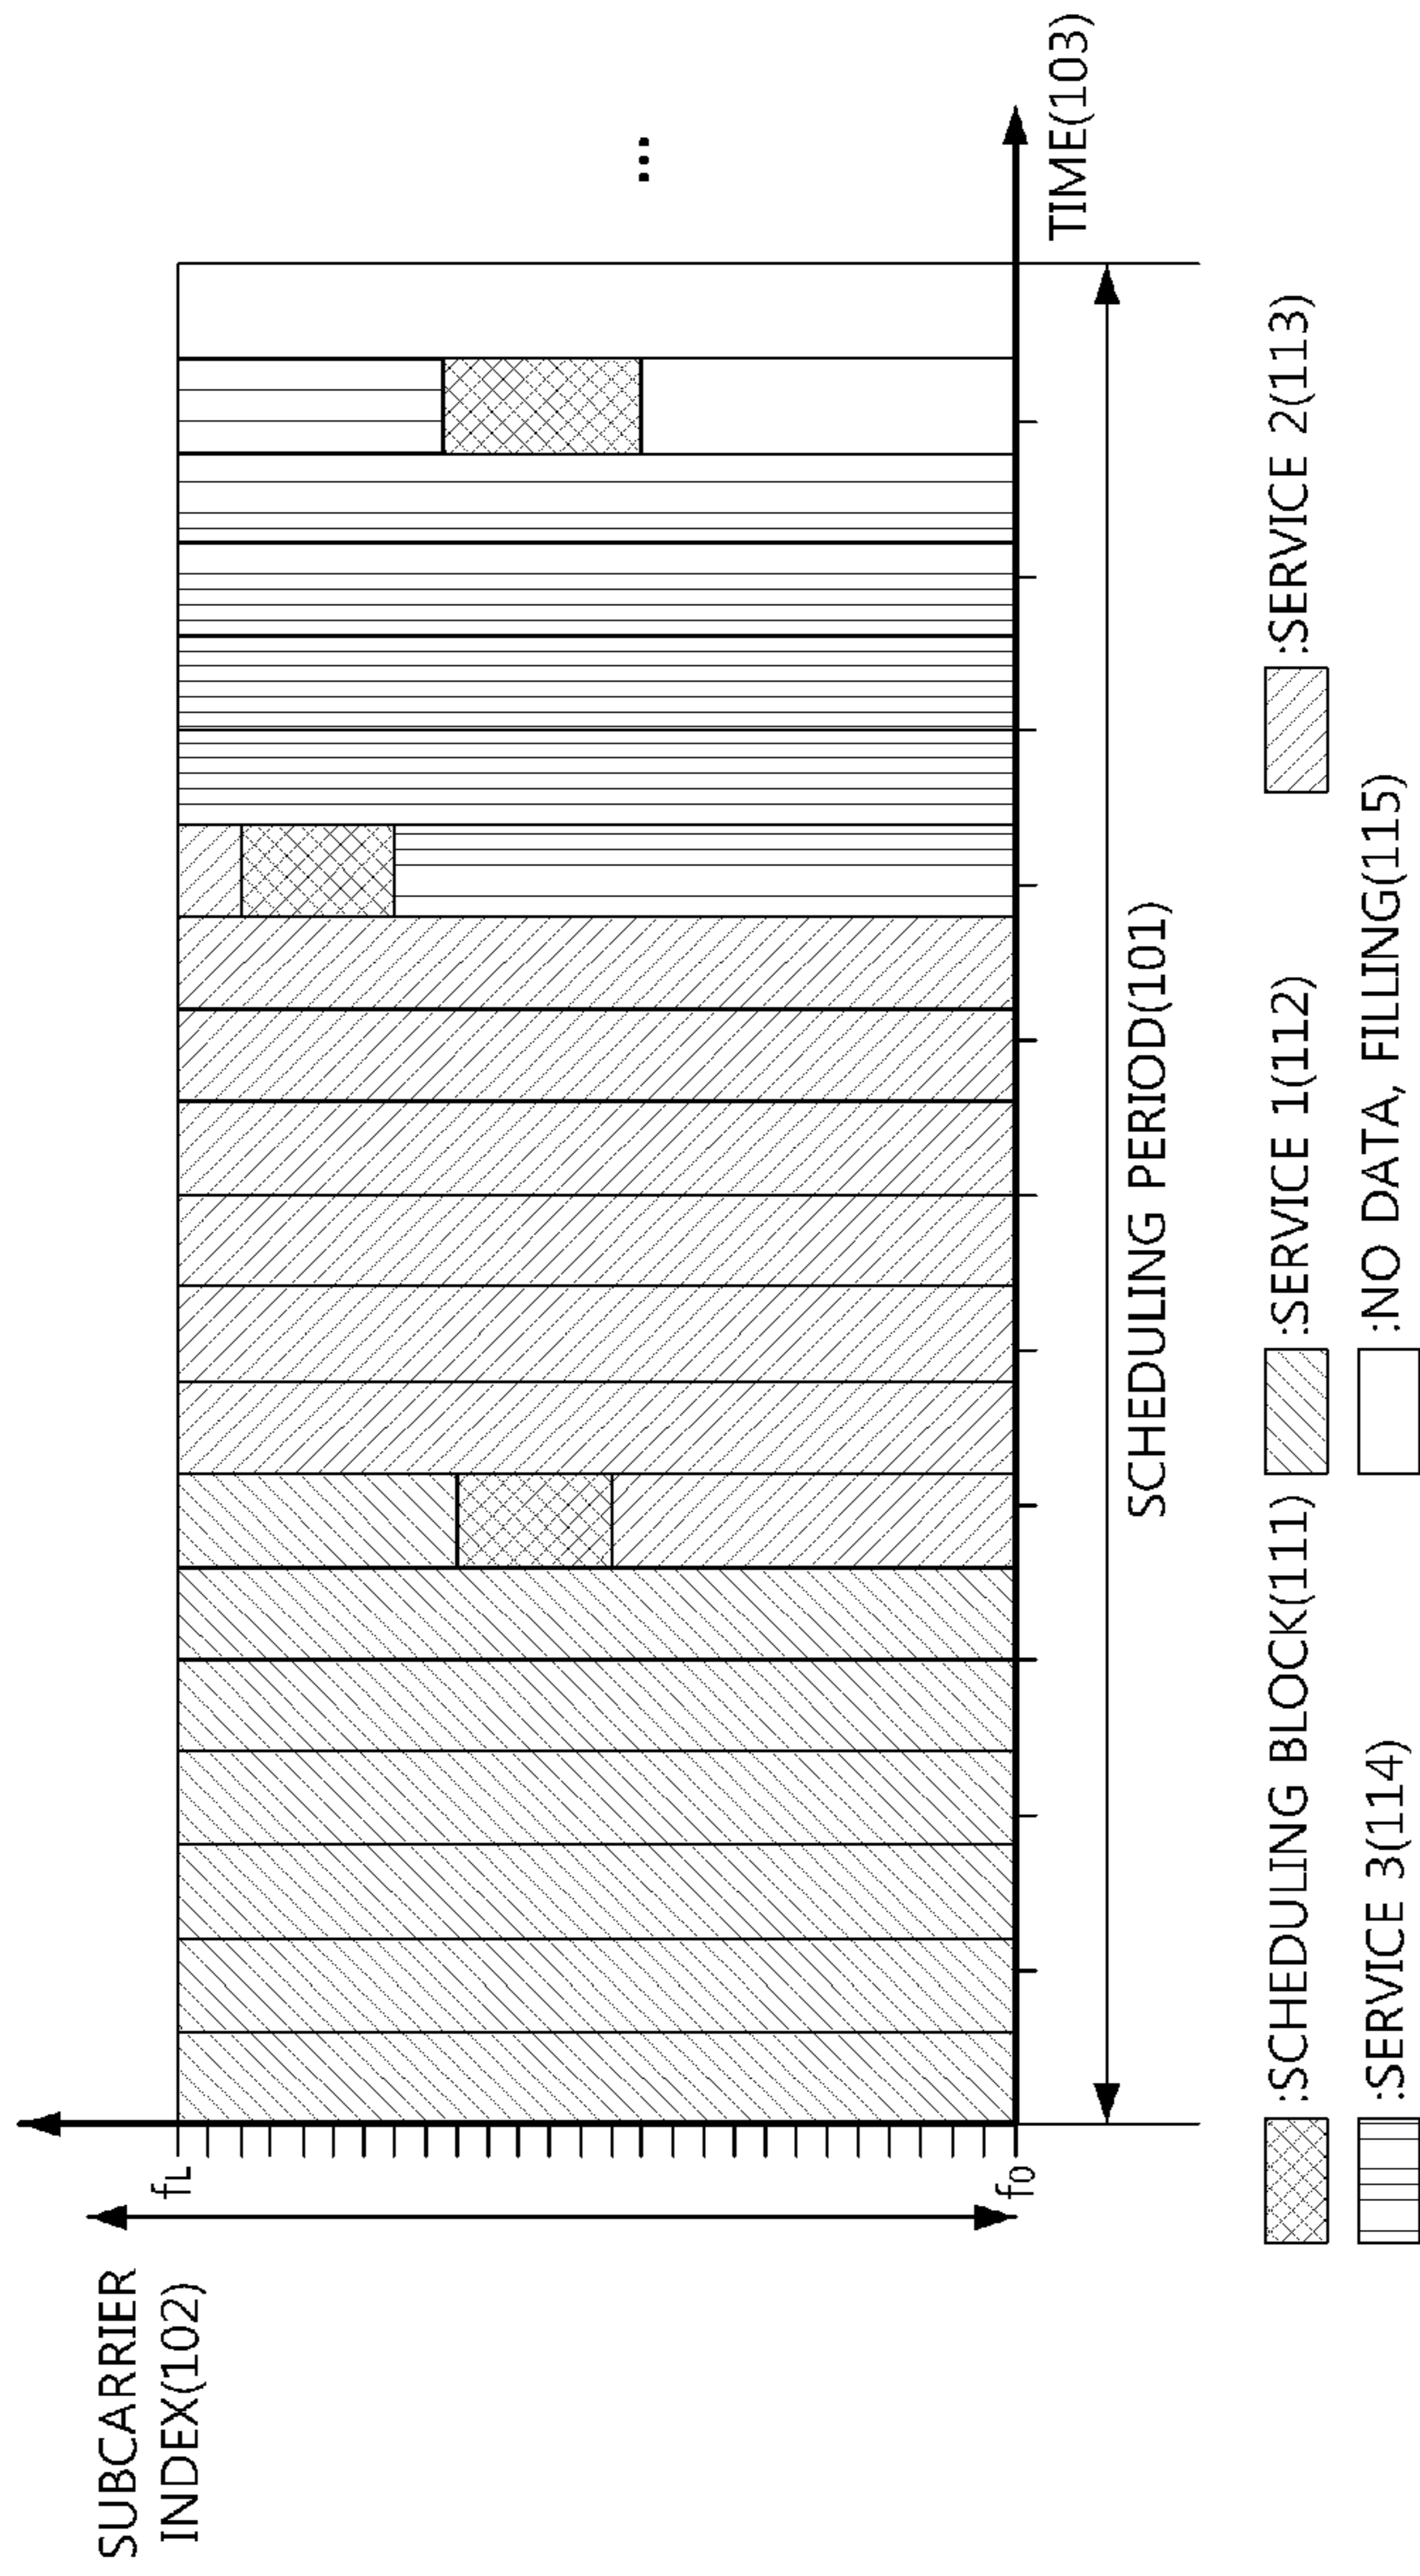 SUBCARRIER
INDEX(102)
fL
f0
...
TIME(103)
SCHEDULING PERIOD(101)
:SCHEDULING BLOCK(111) :SERVICE 1(112) :SERVICE 2(113)
:SERVICE 3(114) :NO DATA, FILLING(115)